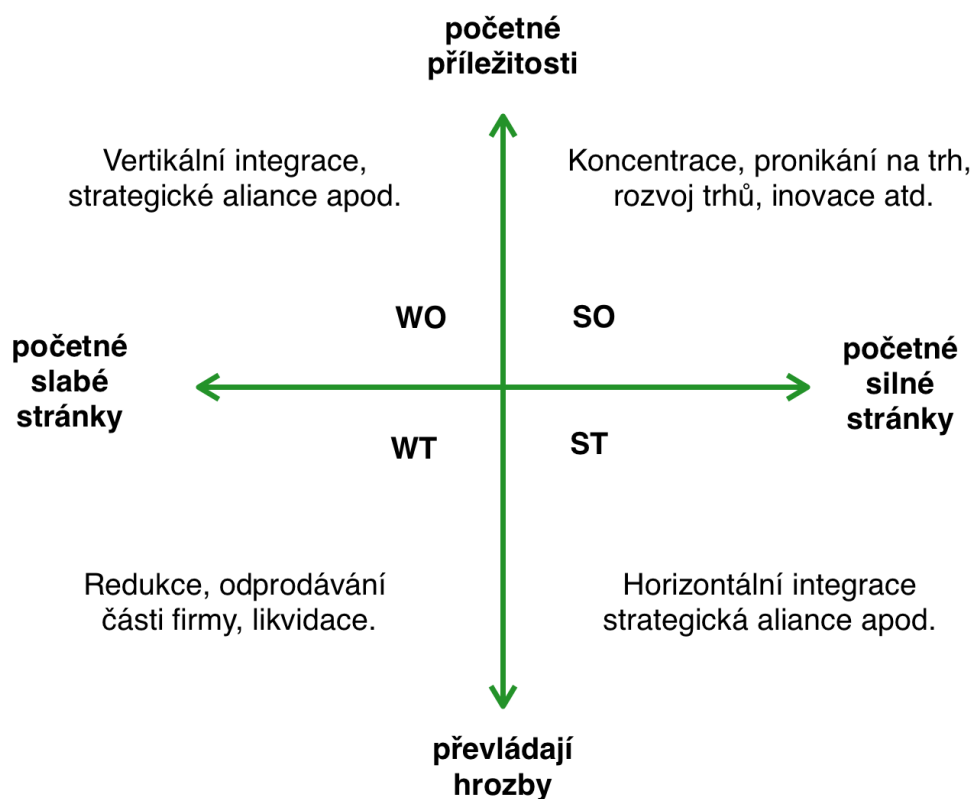 početné
příležitosti
Vertikální integrace,
strategické aliance apod.
Koncentrace, pronikání na trh,
rozvoj trhů, inovace atd.
WO
SO
početné
slabé
stránky
početné
silné
stránky
WT
ST
Redukce, odprodávání
části firmy, likvidace.
Horizontální integrace
strategická aliance apod.
převládají
hrozby